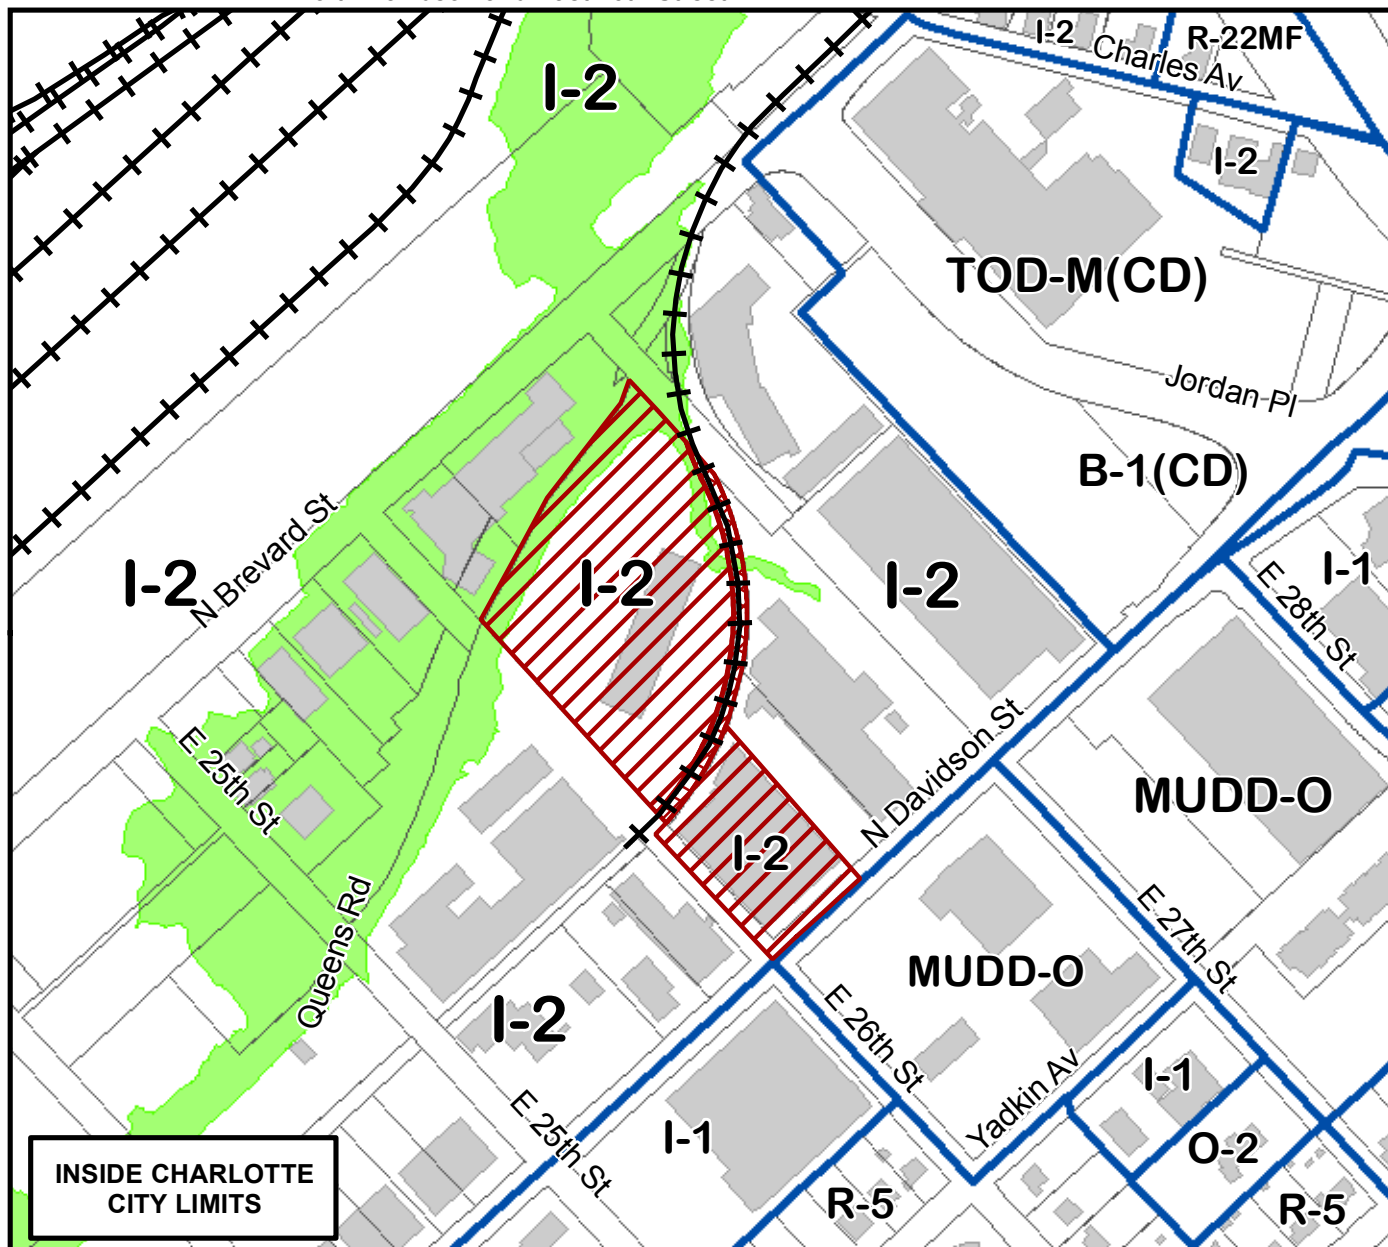 I-2
R-22MF
Charles Av
I-2
I-2
TOD-M(CD)
Jordan Pl
B-1(CD)
N Brevard St
I-2
I-2
I-2
I-1
E 28th St
N Davidson St
E 25th St
MUDD-O
I-2
E 27th St
Queens Rd
MUDD-O
I-2
E 26th St
Yadkin Av
I-1
E 25th St
I-1
O-2
R-5
R-5
INSIDE CHARLOTTE
CITY LIMITS